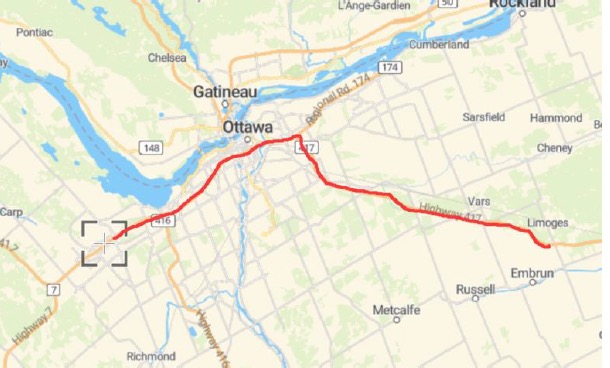 L'Ange-Gardien
50
Rockland
Pontiac
Chelsea
Cumberland
174
Gatineau
Regional Rd. 174
Ottawa
Sarsfield
Hammond
148
417
Cheney
Carp
416
Vars
Highway 417
Limoges
7
Embrun
Russell
Highway 7
Metcalfe
Highway 416
Richmond